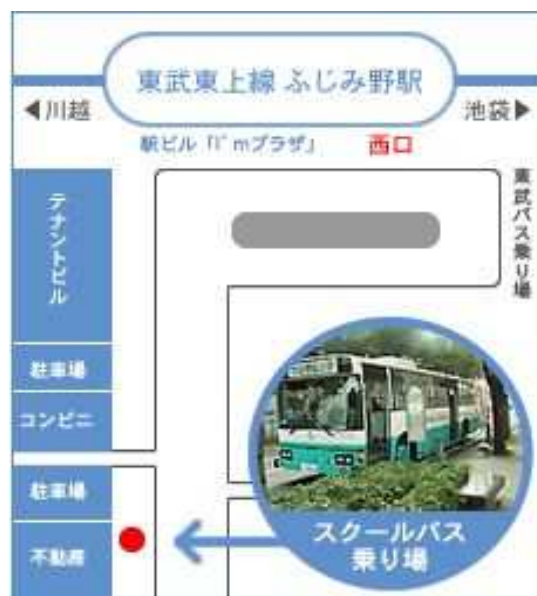 東武東上線 ふじみ野駅
◀川越
池袋▶
駅ビル「i'mプラザ」
西口
東武バス乗り場
テナントビル
駐車場
コンビニ
駐車場
不動産
スクールバス
乗り場